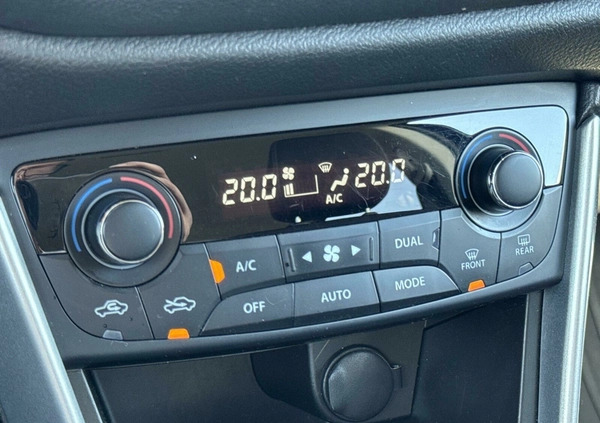 20.0 20.0
A/C
A/C DUAL
FRONT REAR
OFF AUTO MODE